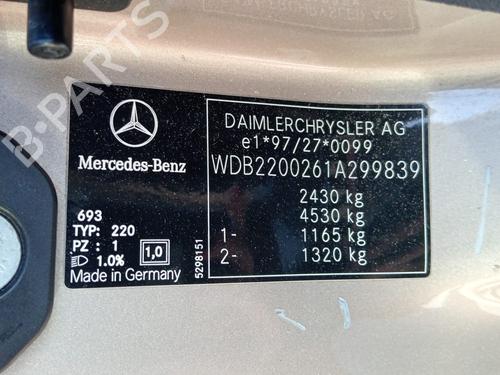 DAIMLERCHRYSLER AG
e1*97/27*0099
WDB2200261A299839
2430 kg
4530 kg
1- 1165 kg
2- 1320 kg
Mercedes-Benz
693
TYP: 220
PZ : 1
1.0%
1,0
Made in Germany
5298151
B-PARTS